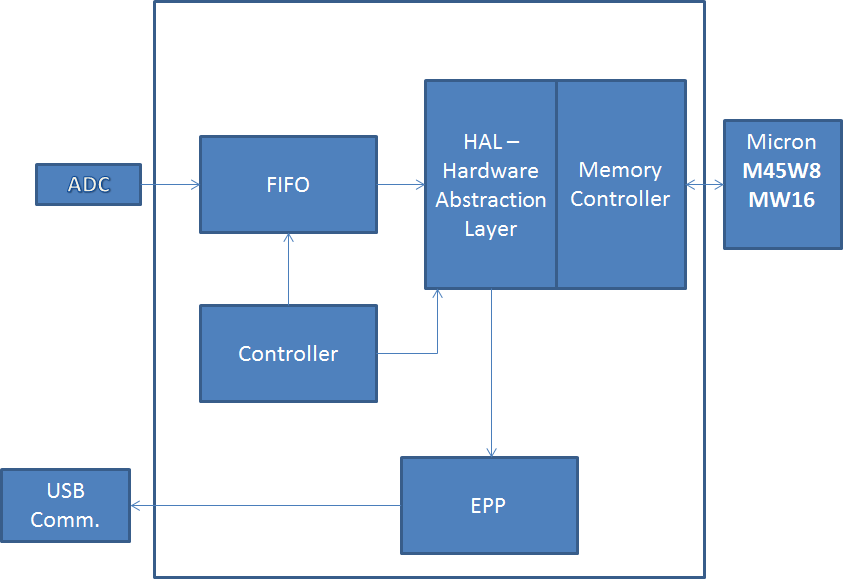 HAL –
Hardware
Abstraction
Layer
Memory
Controller
Micron
M45W8
MW16
ADC
FIFO
Controller
USB
Comm.
EPP